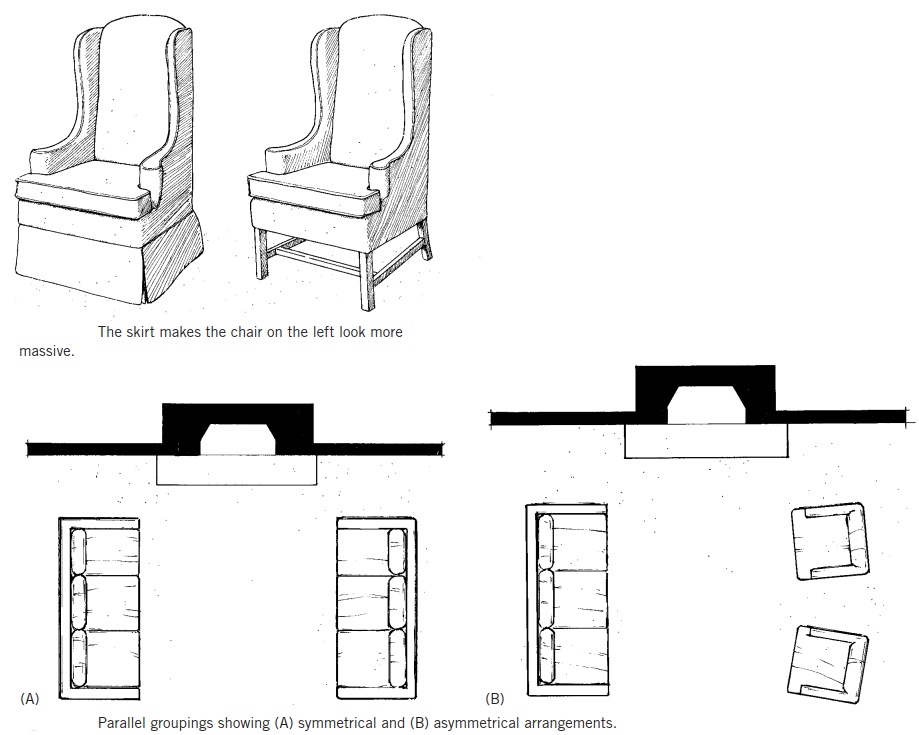 The skirt makes the chair on the left look more
massive.
(A)
(B)
Parallel groupings showing (A) symmetrical and (B) asymmetrical arrangements.